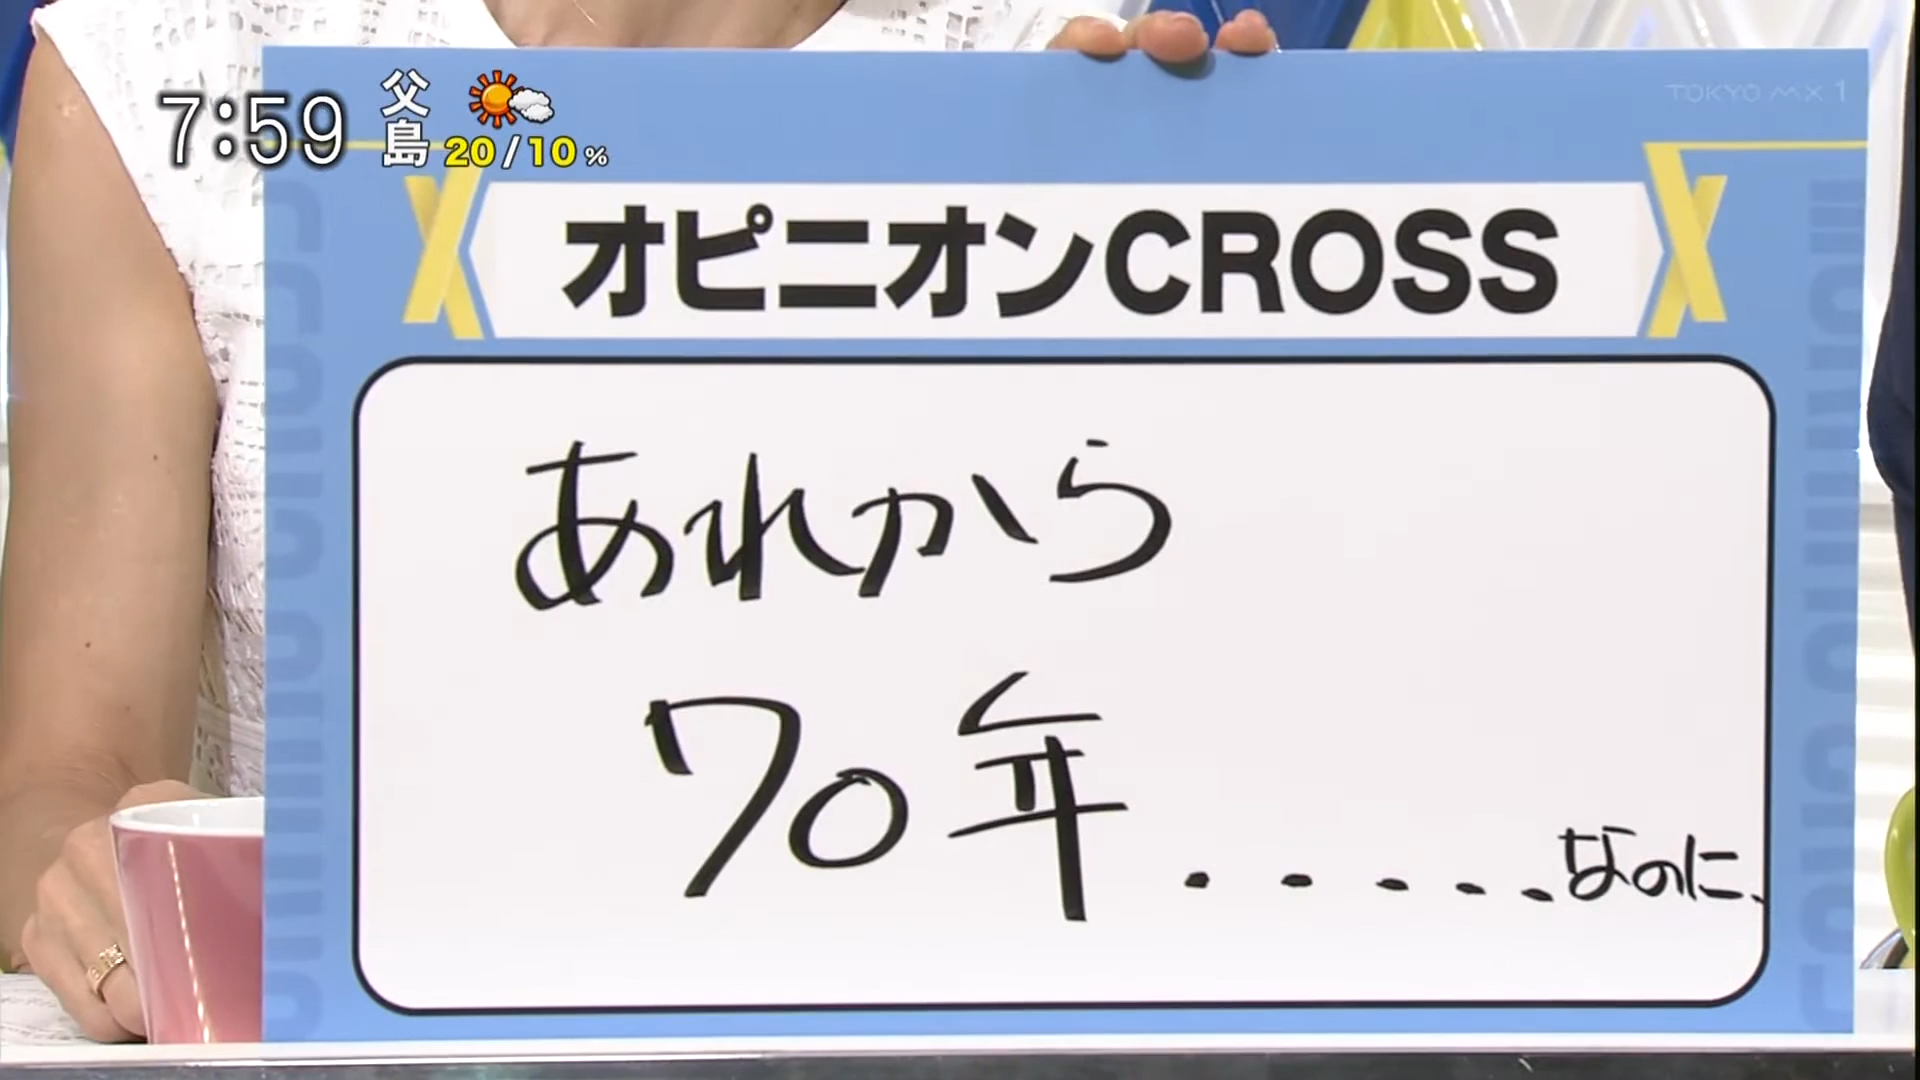 7:59
父島
20/10%
TOKYO MX 1
オピニオンCROSS
あれから
70年.....なのに、